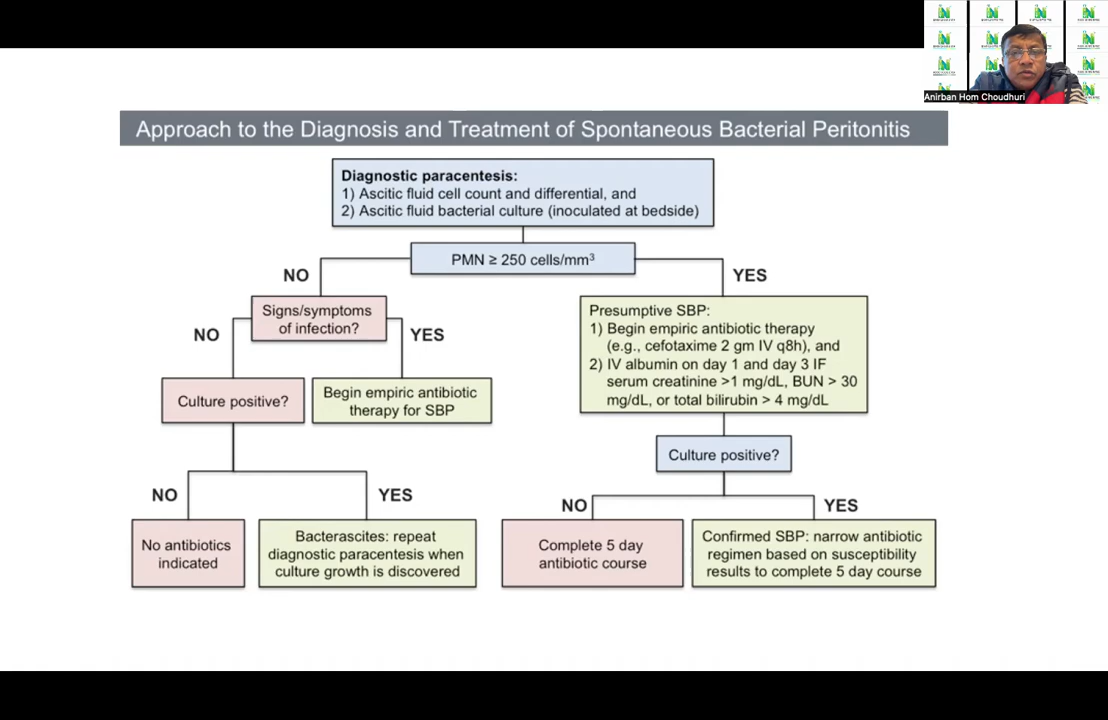 Anirban Hom Choudhuri
Approach to the Diagnosis and Treatment of Spontaneous Bacterial Peritonitis
Diagnostic paracentesis:
1) Ascitic fluid cell count and differential, and
2) Ascitic fluid bacterial culture (inoculated at bedside)
PMN ≥ 250 cells/mm³
NO
YES
Signs/symptoms
of infection?
NO
YES
Culture positive?
Begin empiric antibiotic
therapy for SBP
NO
YES
No antibiotics
indicated
Bacterascites: repeat
diagnostic paracentesis when
culture growth is discovered
Presumptive SBP:
1) Begin empiric antibiotic therapy
(e.g., cefotaxime 2 gm IV q8h), and
2) IV albumin on day 1 and day 3 IF
serum creatinine >1 mg/dL, BUN > 30
mg/dL, or total bilirubin > 4 mg/dL
Culture positive?
NO
YES
Complete 5 day
antibiotic course
Confirmed SBP: narrow antibiotic
regimen based on susceptibility
results to complete 5 day course